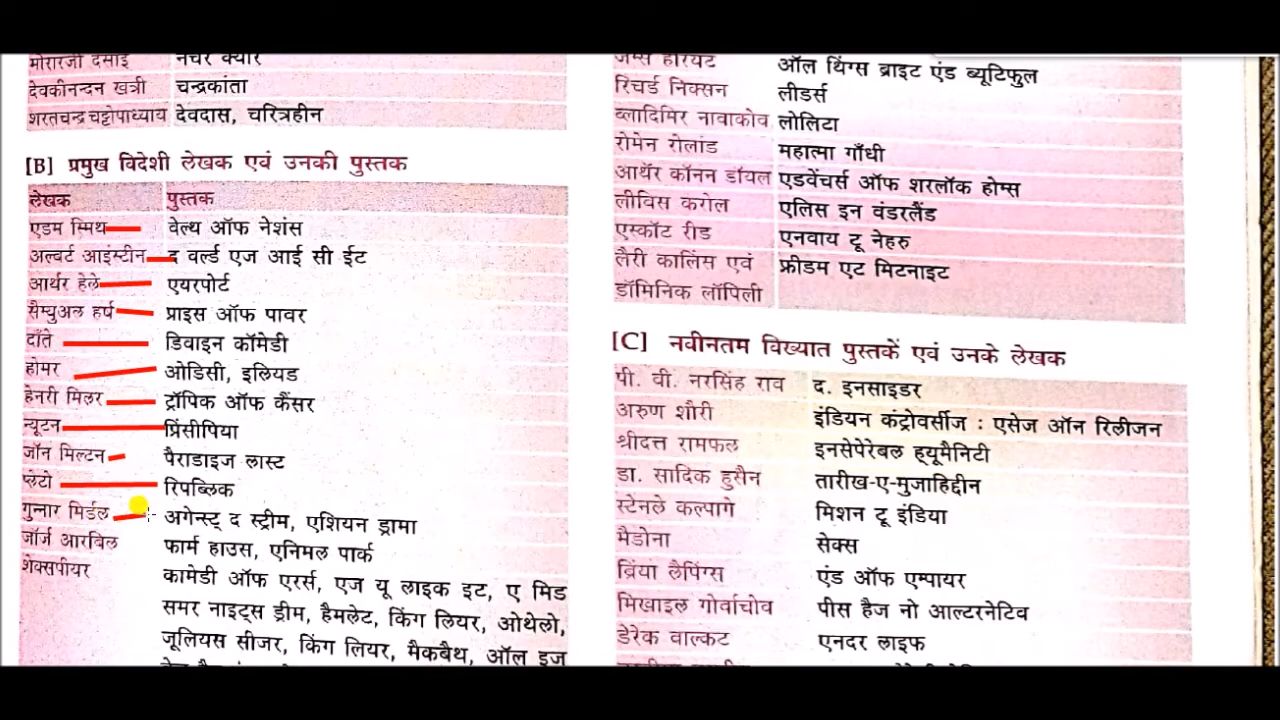 मोरारजी देसाई नेचर क्योर
देवकीनन्दन खत्री चन्द्रकांता
शरतचन्द्र चट्टोपाध्याय देवदास, चरित्रहीन
[B] प्रमुख विदेशी लेखक एवं उनकी पुस्तक
लेखक पुस्तक
एडम स्मिथ वेल्थ ऑफ नेशंस
अल्बर्ट आइंस्टीन द वर्ल्ड एज आई सी ईट
आर्थर हेले एयरपोर्ट
सैम्युअल हर्ष प्राइस ऑफ पावर
दाँते डिवाइन कॉमेडी
होमर ओडिसी, इलियड
हेनरी मिलर ट्रॉपिक ऑफ कैंसर
न्यूटन प्रिंसीपिया
जॉन मिल्टन पैराडाइज लास्ट
प्लेटो रिपब्लिक
गुन्नार मिर्डल अगेन्स्ट् द स्ट्रीम, एशियन ड्रामा
जॉर्ज आरविल फार्म हाउस, एनिमल पार्क
शेक्सपीयर कामेडी ऑफ एरर्स, एज यू लाइक इट, ए मिड
समर नाइट्स ड्रीम, हैमलेट, किंग लियर, ओथेलो,
जूलियस सीजर, किंग लियर, मैकबैथ, ऑल इज
जेम्स हैरियट ऑल थिंग्स ब्राइट एंड ब्यूटिफुल
रिचर्ड निक्सन लीडर्स
ब्लादिमिर नावाकोव लोलिटा
रोमेन रोलांड महात्मा गाँधी
आर्थर कॉनन डॉयल एडवेंचर्स ऑफ शरलॉक होम्स
लीविस कगेल एलिस इन वंडरलैंड
एस्कॉट रीड एनवाय टू नेहरु
लैरी कालिंस एवं फ्रीडम एट मिटनाइट
डॉमिनिक लॉपिली
[C] नवीनतम विख्यात पुस्तकें एवं उनके लेखक
पी. वी. नरसिंह राव द. इनसाइडर
अरुण शौरी इंडियन कंट्रोवर्सीज : एसेज ऑन रिलीजन
श्रीदत्त रामफल इनसेपेरेबल ह्यूमैनिटी
डा. सादिक हुसैन तारीख-ए-मुजाहिद्दीन
स्टेनले कल्पागे मिशन टू इंडिया
मैडोना सेक्स
ब्रियां लैपिंग्स एंड ऑफ एम्पायर
मिखाइल गोर्वाचोव पीस हैज नो आल्टरनेटिव
डेरेक वाल्कट एनदर लाइफ